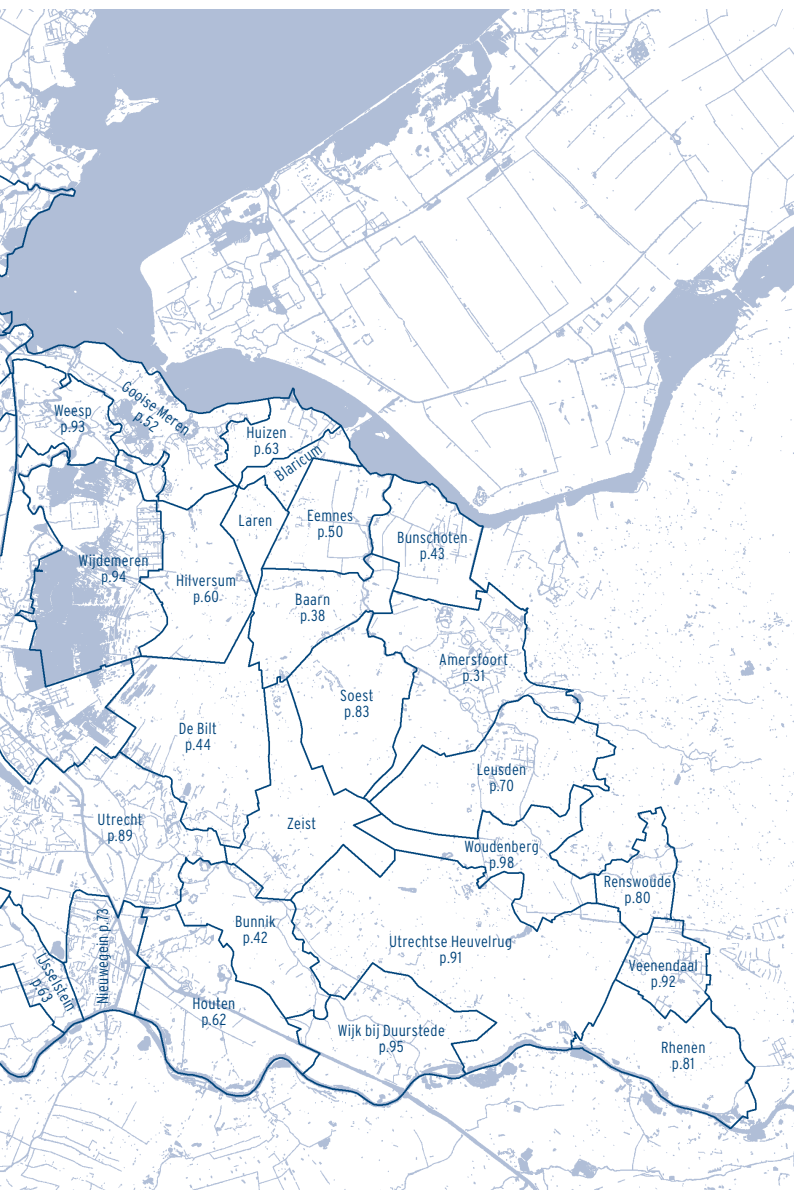 Gooise Meren
p.52
Weesp
p.93
Huizen
p.63
Blaricum
Laren
Eemnes
p.50
Bunschoten
p.43
Wijdemeren
p.94
Hilversum
p.60
Baarn
p.38
Amersfoort
p.31
Soest
p.83
De Bilt
p.44
Leusden
p.70
Utrecht
p.89
Zeist
Woudenberg
p.98
Renswoude
p.80
Bunnik
p.42
Utrechtse Heuvelrug
p.91
Nieuwegein p.73
IJsselstein
p.63
Veenendaal
p.92
Houten
p.62
Wijk bij Duurstede
p.95
Rhenen
p.81